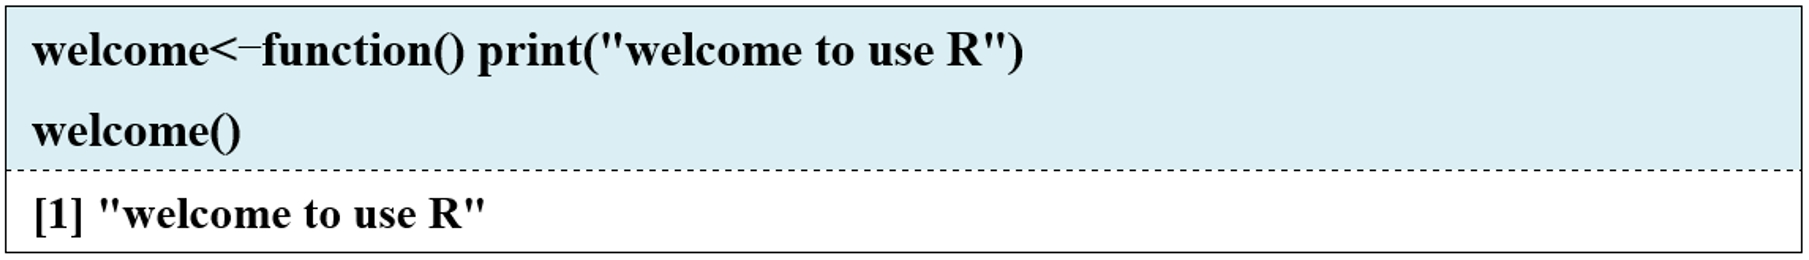 welcome<−function() print("welcome to use R")
welcome()
[1] "welcome to use R"